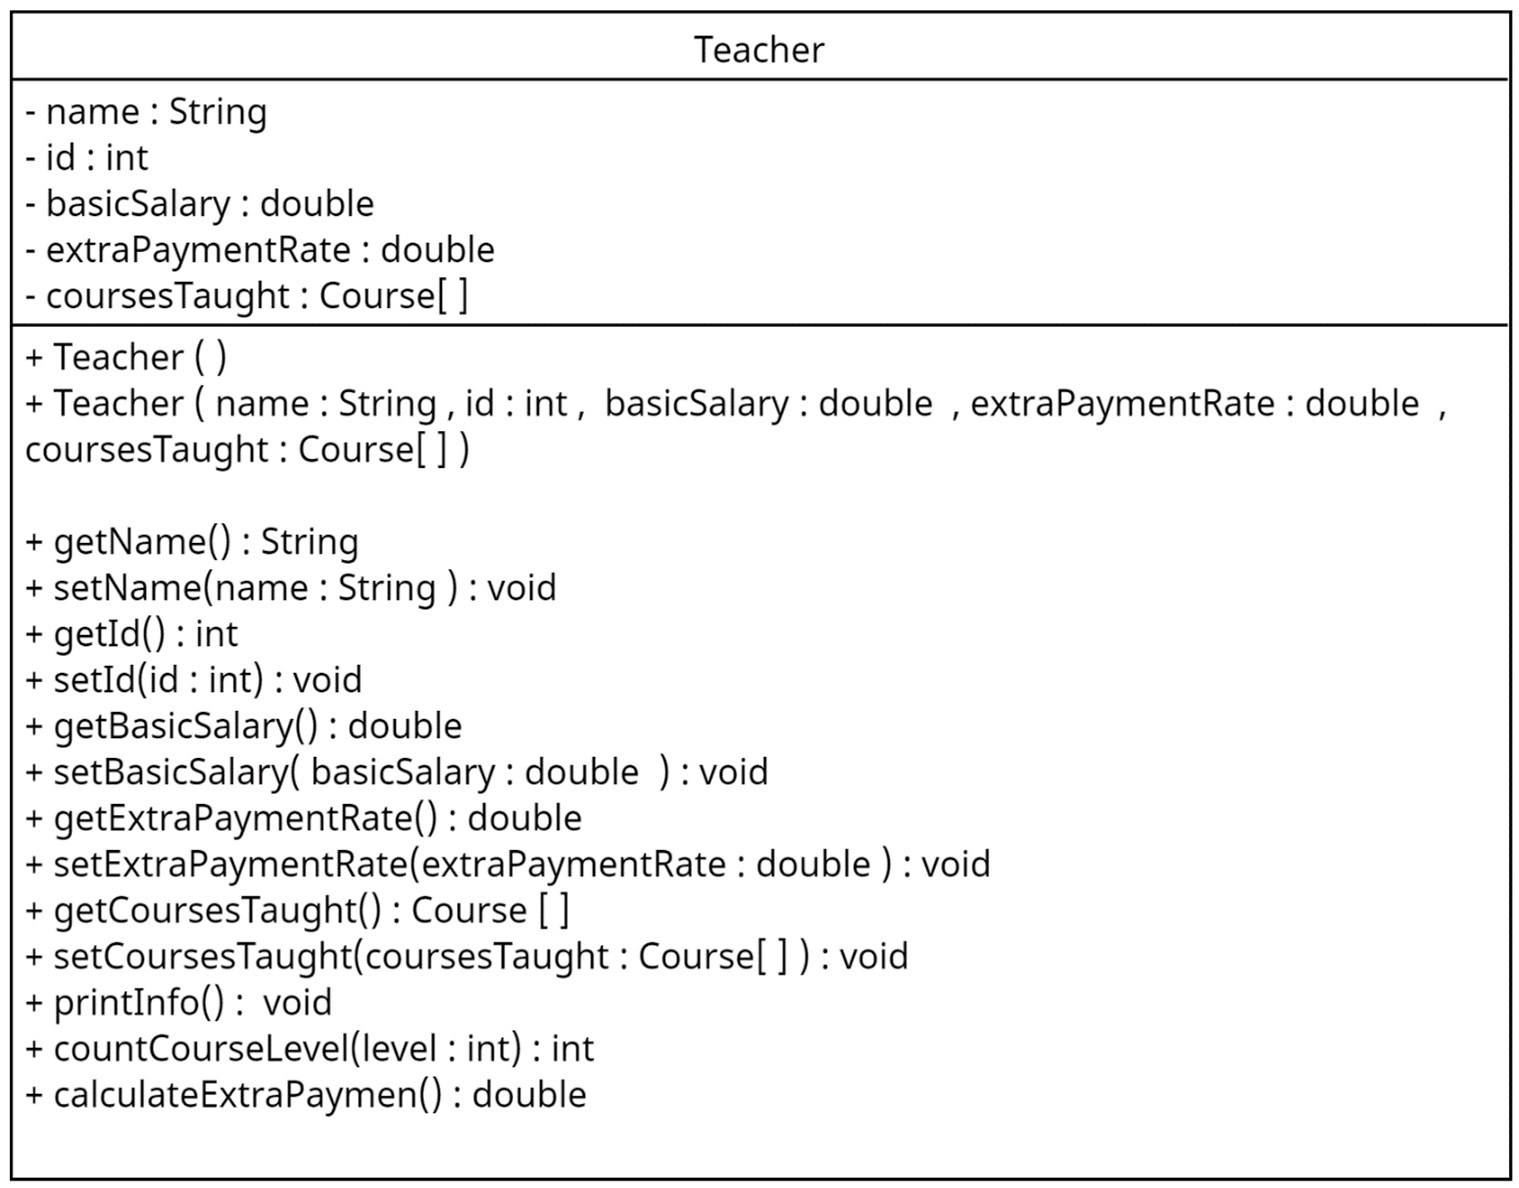 Teacher
- name : String
- id : int
- basicSalary : double
- extraPaymentRate : double
- coursesTaught : Course[ ]
+ Teacher ( )
+ Teacher ( name : String , id : int ,  basicSalary : double  , extraPaymentRate : double  ,
coursesTaught : Course[ ] )
+ getName() : String
+ setName(name : String ) : void
+ getId() : int
+ setId(id : int) : void
+ getBasicSalary() : double
+ setBasicSalary( basicSalary : double  ) : void
+ getExtraPaymentRate() : double
+ setExtraPaymentRate(extraPaymentRate : double ) : void
+ getCoursesTaught() : Course [ ]
+ setCoursesTaught(coursesTaught : Course[ ] ) : void
+ printInfo() :  void
+ countCourseLevel(level : int) : int
+ calculateExtraPaymen() : double